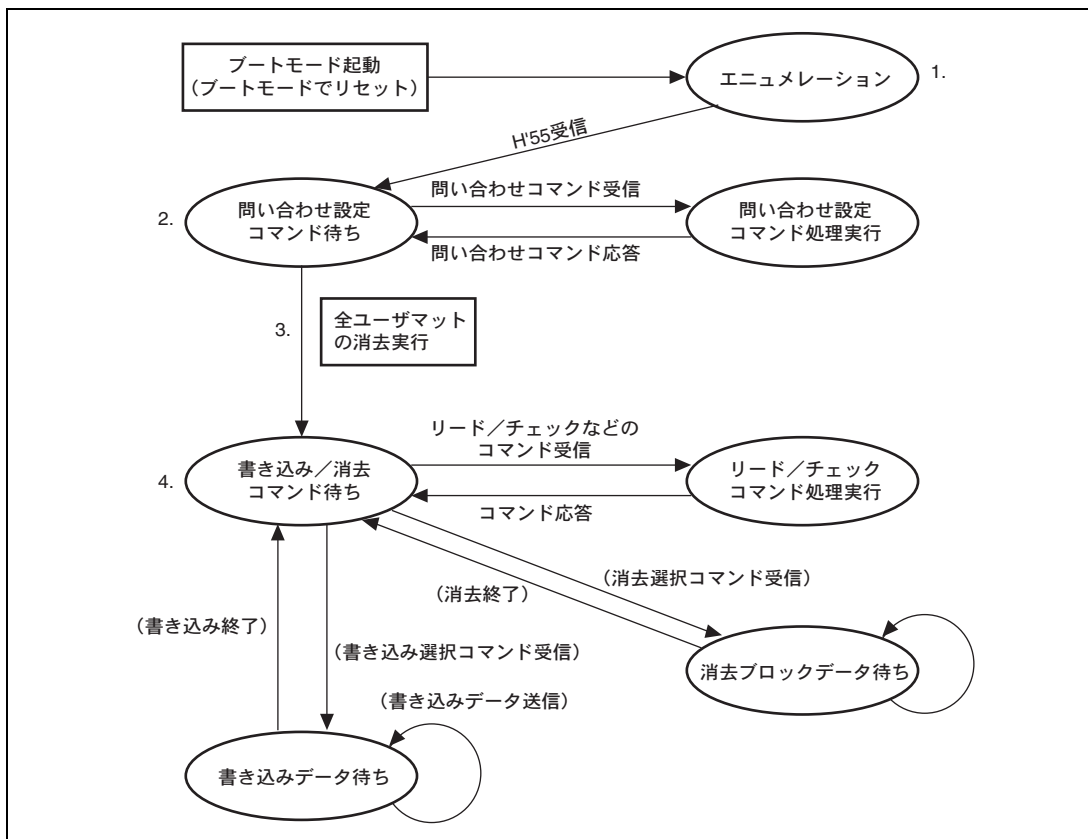 ブートモード起動
(ブートモードでリセット)
エニュメレーション
1.
H'55受信
2.
問い合わせ設定
コマンド待ち
問い合わせコマンド受信
問い合わせコマンド応答
問い合わせ設定
コマンド処理実行
3.
全ユーザマット
の消去実行
4.
書き込み／消去
コマンド待ち
リード／チェックなどの
コマンド受信
コマンド応答
リード／チェック
コマンド処理実行
(消去選択コマンド受信)
(消去終了)
(書き込み終了)
(書き込み選択コマンド受信)
消去ブロックデータ待ち
(書き込みデータ送信)
書き込みデータ待ち